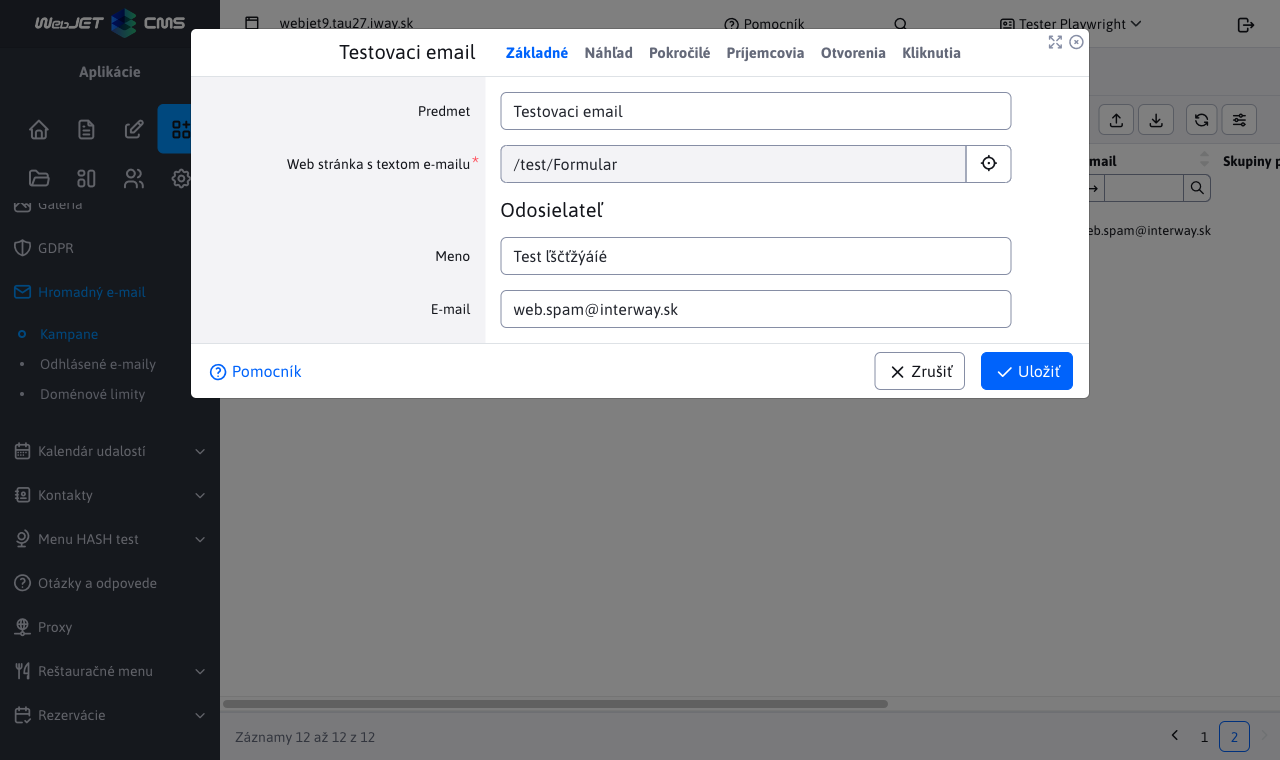 WebJET CMS
webjet9.tau27.iway.sk
Pomocník
Tester Playwright
Aplikácie
Galéria
GDPR
Hromadný e-mail
Kampane
Odhlásené e-maily
Doménové limity
Kalendár udalostí
Kontakty
Menu HASH test
Otázky a odpovede
Proxy
Reštauračné menu
Rezervácie
Testovaci email
Základné
Náhľad
Pokročilé
Príjemcovia
Otvorenia
Kliknutia
Predmet
Testovaci email
Web stránka s textom e-mailu*
/test/Formular
Odosielateľ
Meno
Test ľščťžýáíé
E-mail
web.spam@interway.sk
Pomocník
Zrušiť
Uložiť
mail
Skupiny p
eb.spam@interway.sk
Záznamy 12 až 12 z 12
1
2